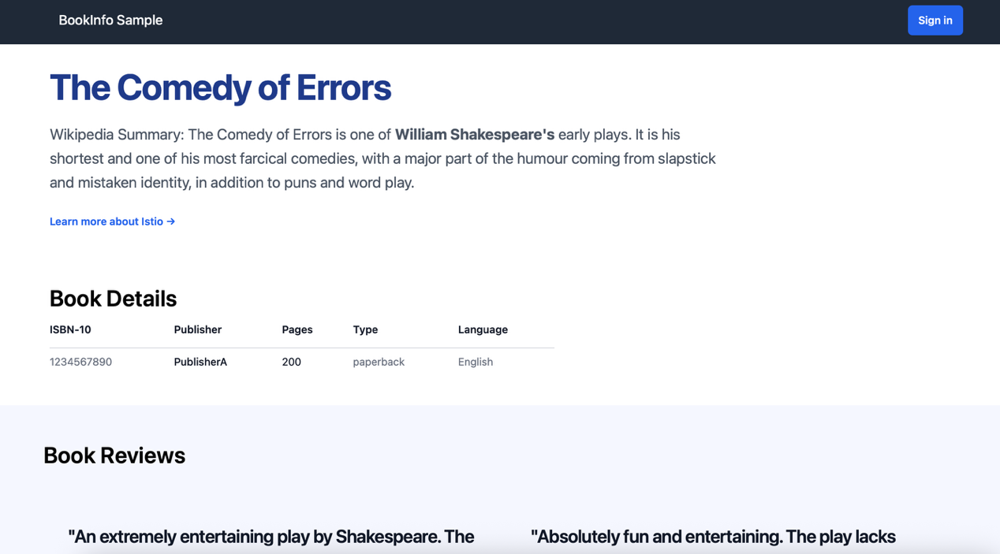 BookInfo Sample
Sign in
The Comedy of Errors
Wikipedia Summary: The Comedy of Errors is one of William Shakespeare's early plays. It is his
shortest and one of his most farcical comedies, with a major part of the humour coming from slapstick
and mistaken identity, in addition to puns and word play.
Learn more about Istio →
Book Details
ISBN-10 Publisher Pages Type Language
1234567890 PublisherA 200 paperback English
Book Reviews
"An extremely entertaining play by Shakespeare. The
"Absolutely fun and entertaining. The play lacks